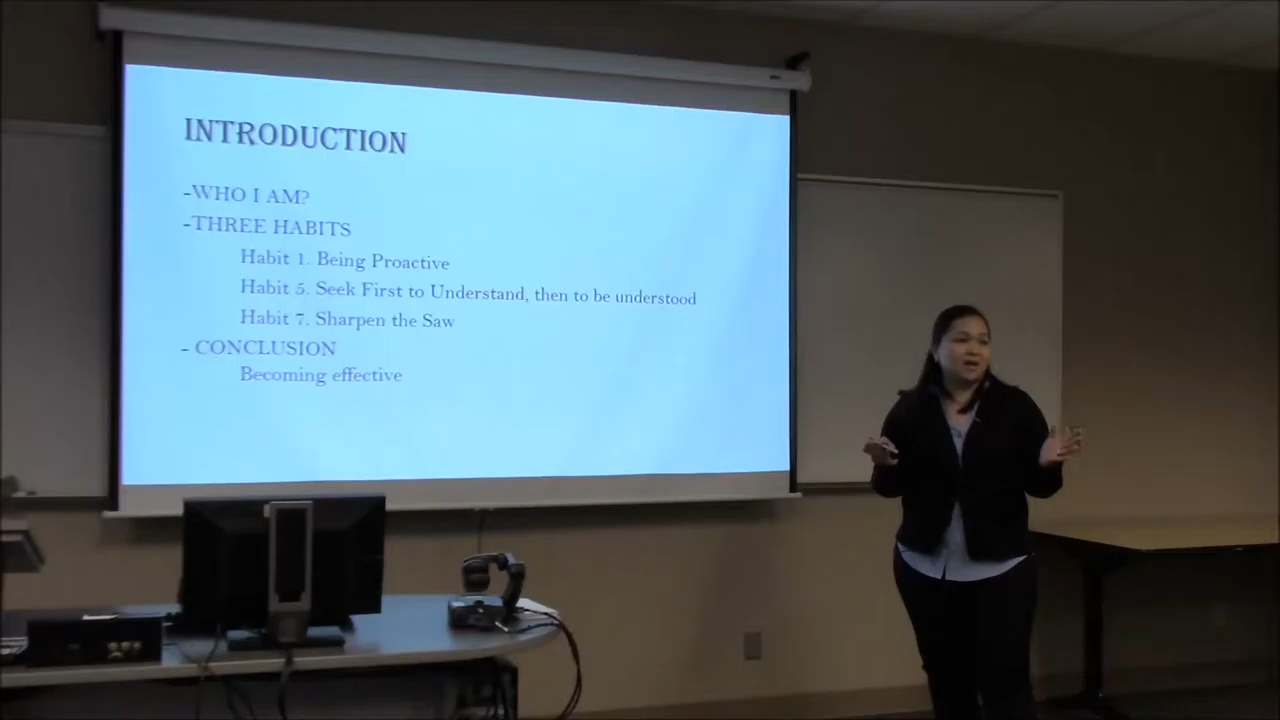 INTRODUCTION
-WHO I AM?
-THREE HABITS
Habit 1. Being Proactive
Habit 5. Seek First to Understand, then to be understood
Habit 7. Sharpen the Saw
- CONCLUSION
Becoming effective